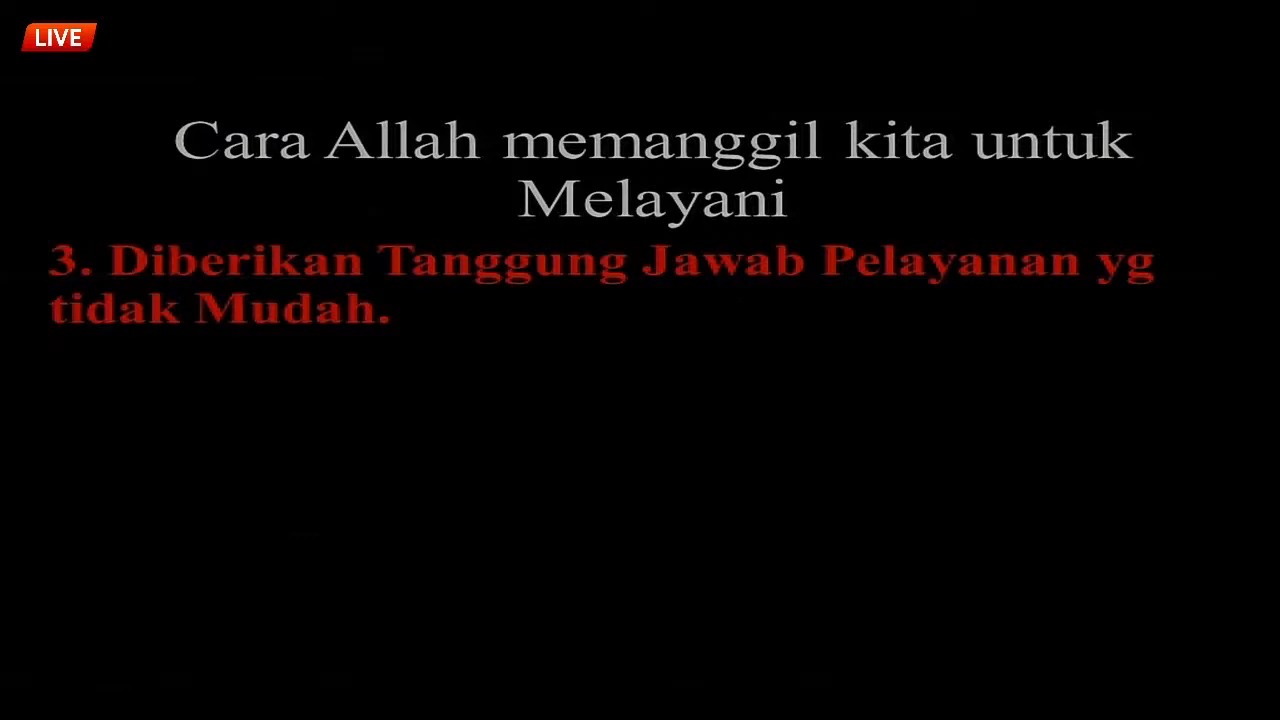 LIVE
Cara Allah memanggil kita untuk
Melayani
3. Diberikan Tanggung Jawab Pelayanan yg
tidak Mudah.